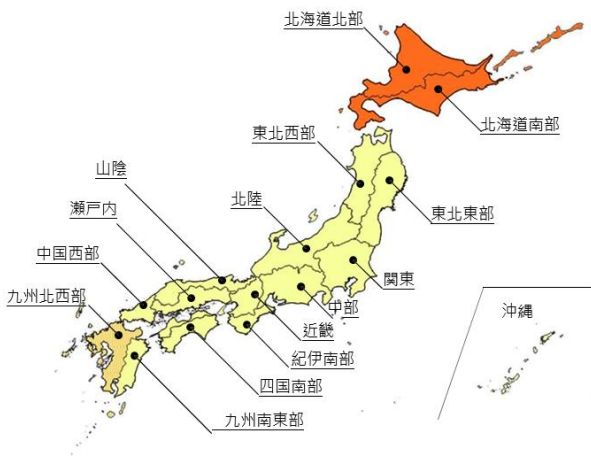 北海道北部
北海道南部
東北西部
山陰
北陸
東北東部
瀬戸内
中国西部
関東
九州北西部
中部
沖縄
近畿
紀伊南部
四国南部
九州南東部